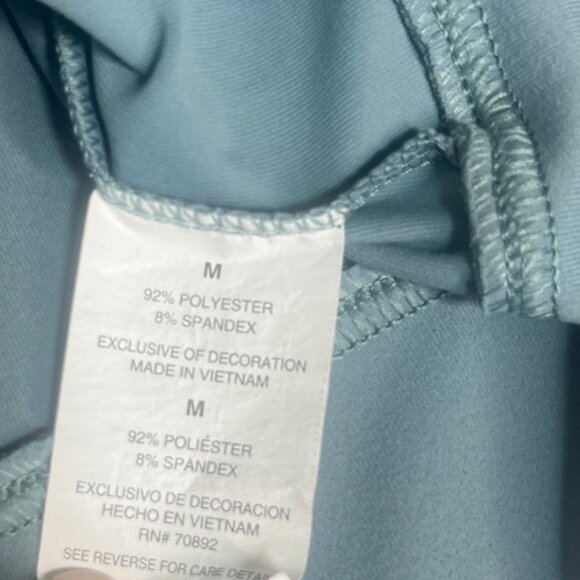 M
92% POLYESTER
8% SPANDEX
EXCLUSIVE OF DECORATION
MADE IN VIETNAM
M
92% POLIÉSTER
8% SPANDEX
EXCLUSIVO DE DECORACION
HECHO EN VIETNAM
RN# 70892
SEE REVERSE FOR CARE